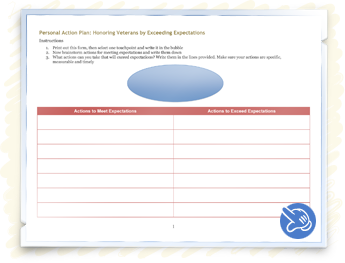 Personal Action Plan: Honoring Veterans by Exceeding Expectations
Instructions
1. Print out this form, then select one touchpoint and write it in the bubble
2. Now brainstorm actions for meeting expectations and write them down.
3. What actions can you take that will exceed expectations? Write them in the lines provided. Make sure your actions are specific,
measurable and timely
Actions to Meet Expectations
Actions to Exceed Expectations
1